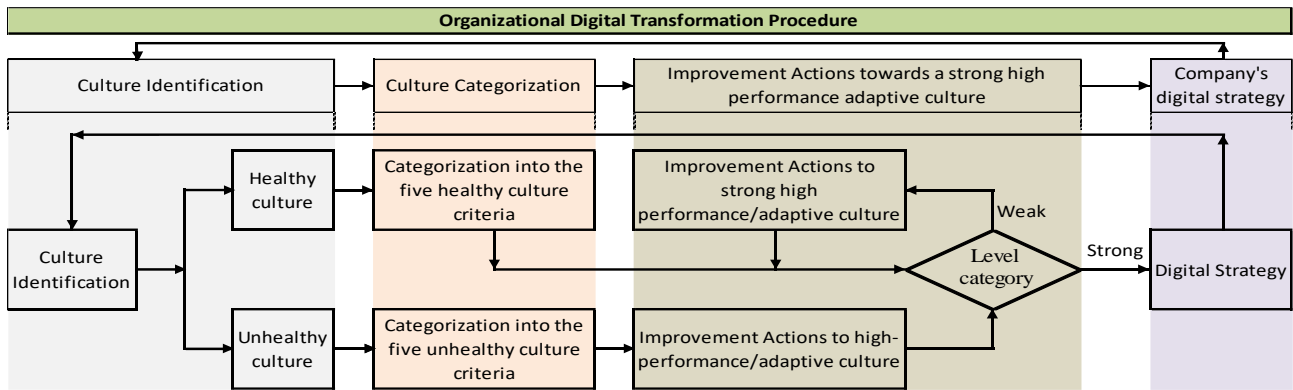 Organizational Digital Transformation Procedure
Culture Identification
Culture Categorization
Improvement Actions towards a strong high
performance adaptive culture
Company's
digital strategy
Healthy
culture
Categorization into the
five healthy culture
criteria
Improvement Actions to
strong high
performance/adaptive culture
Weak
Culture
Identification
Level
category
Strong
Digital Strategy
Unhealthy
culture
Categorization into the
five unhealthy culture
criteria
Improvement Actions to high-
performance/adaptive culture